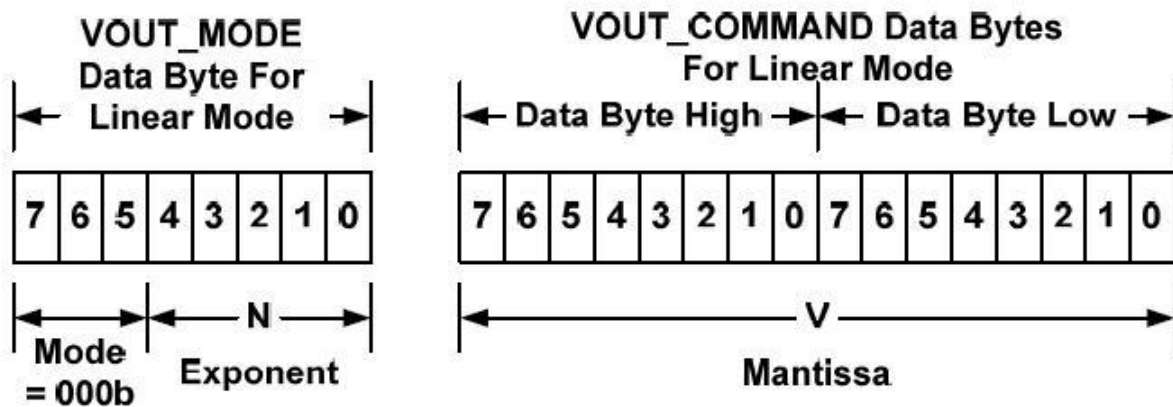 VOUT_MODE
Data Byte For
Linear Mode
7 6 5 4 3 2 1 0
N
Mode
= 000b
Exponent
VOUT_COMMAND Data Bytes
For Linear Mode
Data Byte High
Data Byte Low
7 6 5 4 3 2 1 0 7 6 5 4 3 2 1 0
V
Mantissa